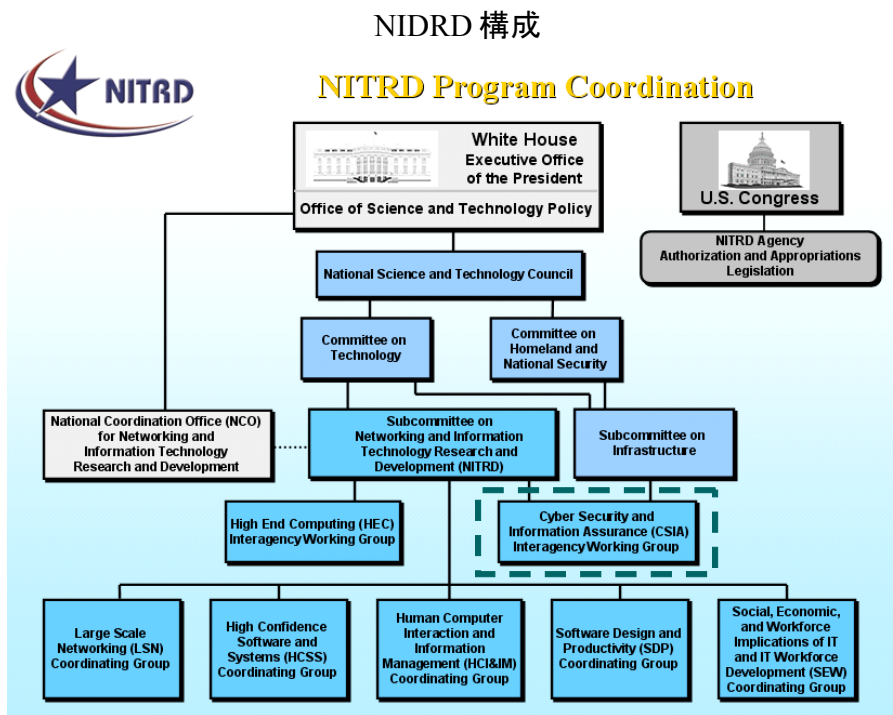 NIDRD 構成
NITRD
NITRD Program Coordination
White House
Executive Office
of the President
Office of Science and Technology Policy
U.S. Congress
NITRD Agency
Authorization and Appropriations
Legislation
National Science and Technology Council
Committee on
Technology
Committee on
Homeland and
National Security
National Coordination Office (NCO)
for Networking and
Information Technology
Research and Development
Subcommittee on
Networking and Information
Technology Research and
Development (NITRD)
Subcommittee on
Infrastructure
High End Computing (HEC)
Interagency Working Group
Cyber Security and
Information Assurance (CSIA)
Interagency Working Group
Large Scale
Networking (LSN)
Coordinating Group
High Confidence
Software and
Systems (HCSS)
Coordinating Group
Human Computer
Interaction and
Information
Management (HCI&IM)
Coordinating Group
Software Design and
Productivity (SDP)
Coordinating Group
Social, Economic,
and Workforce
Implications of IT
and IT Workforce
Development (SEW)
Coordinating Group